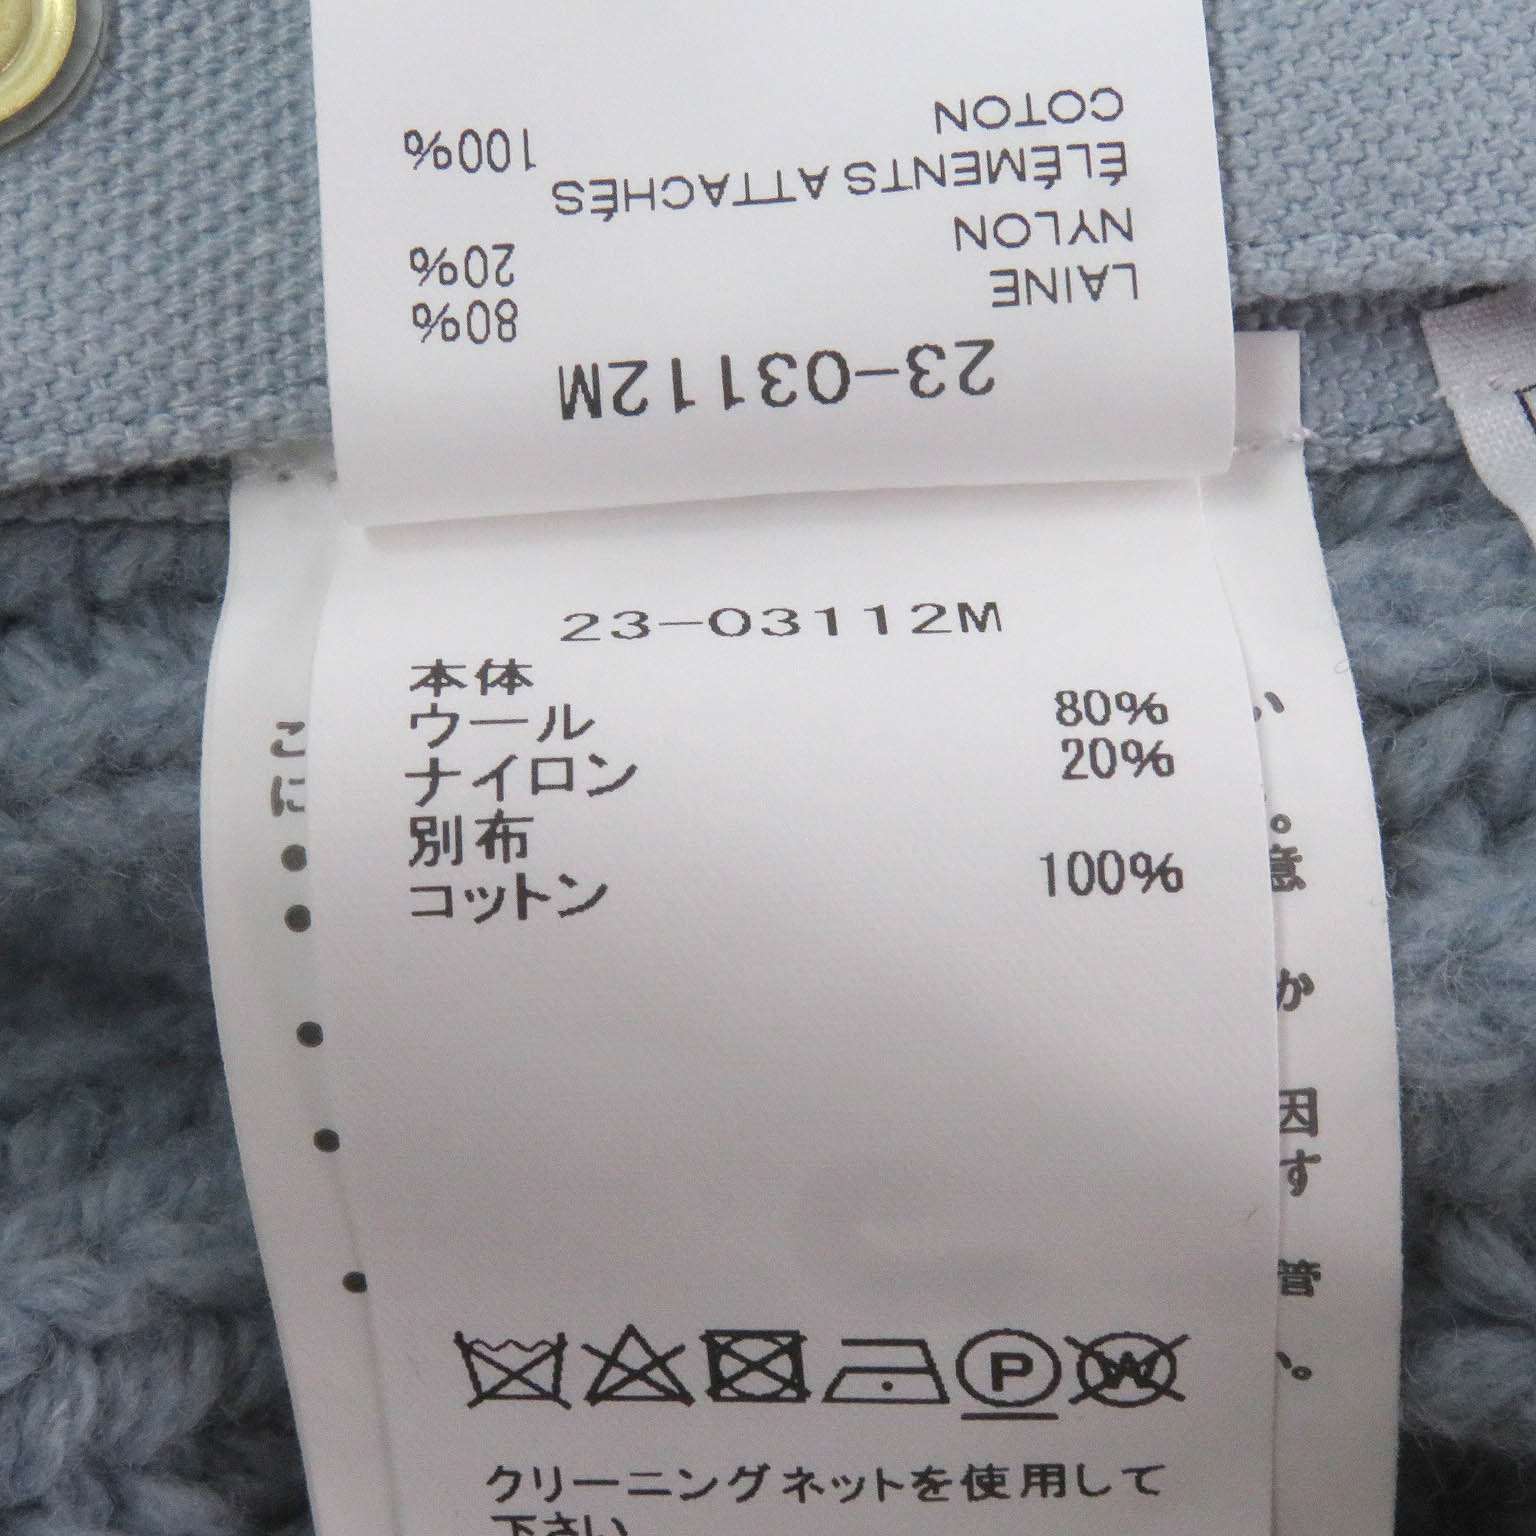 23-03112M
LAINE 80%
NYLON 20%
ÉLÉMENTS ATTACHÉS
COTON 100%
23-03112M
本体
ウール 80%
ナイロン 20%
別布
コットン 100%
P
W
クリーニングネットを使用して
下さい